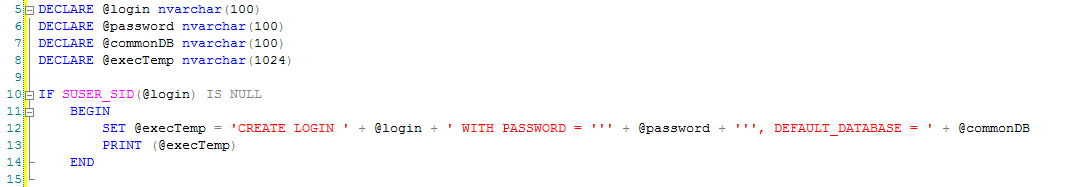 5 DECLARE @login nvarchar(100)
6 DECLARE @password nvarchar(100)
7 DECLARE @commonDB nvarchar(100)
8 DECLARE @execTemp nvarchar(1024)
9
10 IF SUSER_SID(@login) IS NULL
11 BEGIN
12 SET @execTemp = 'CREATE LOGIN ' + @login + ' WITH PASSWORD = ''' + @password + ''', DEFAULT_DATABASE = ' + @commonDB
13 PRINT (@execTemp)
14 END
15